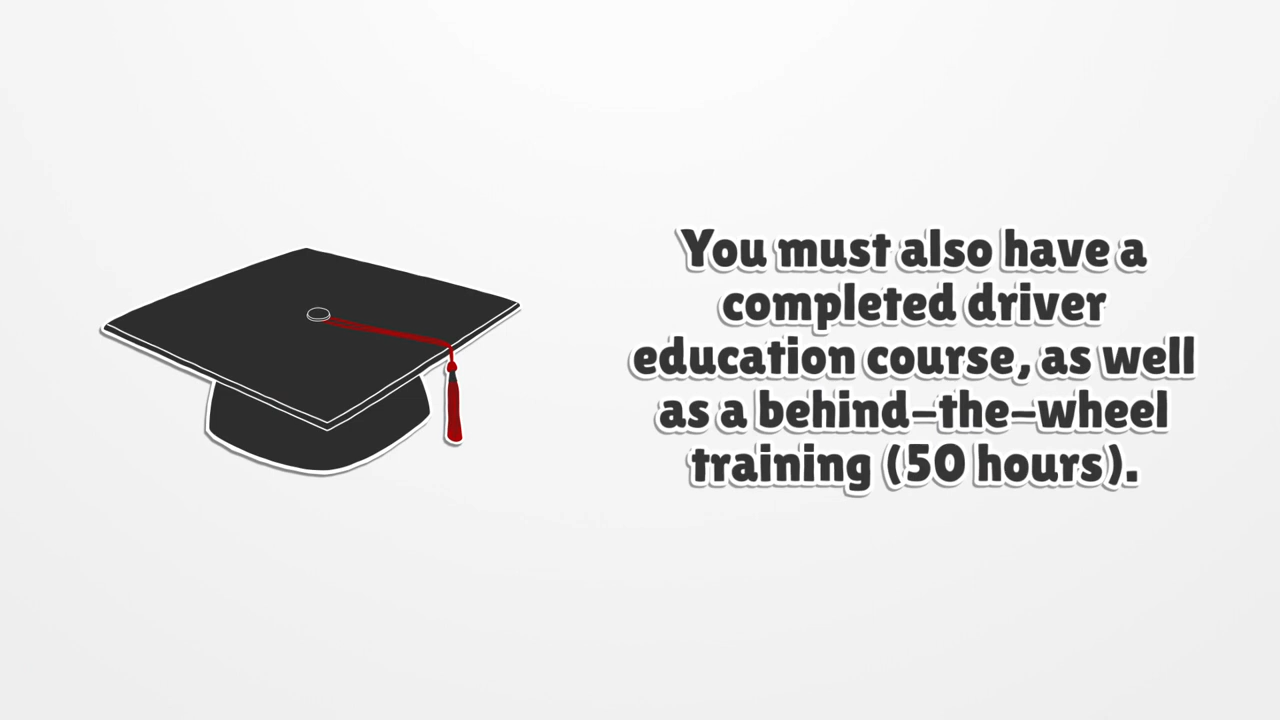 You must also have a
completed driver
education course, as well
as a behind-the-wheel
training (50 hours).